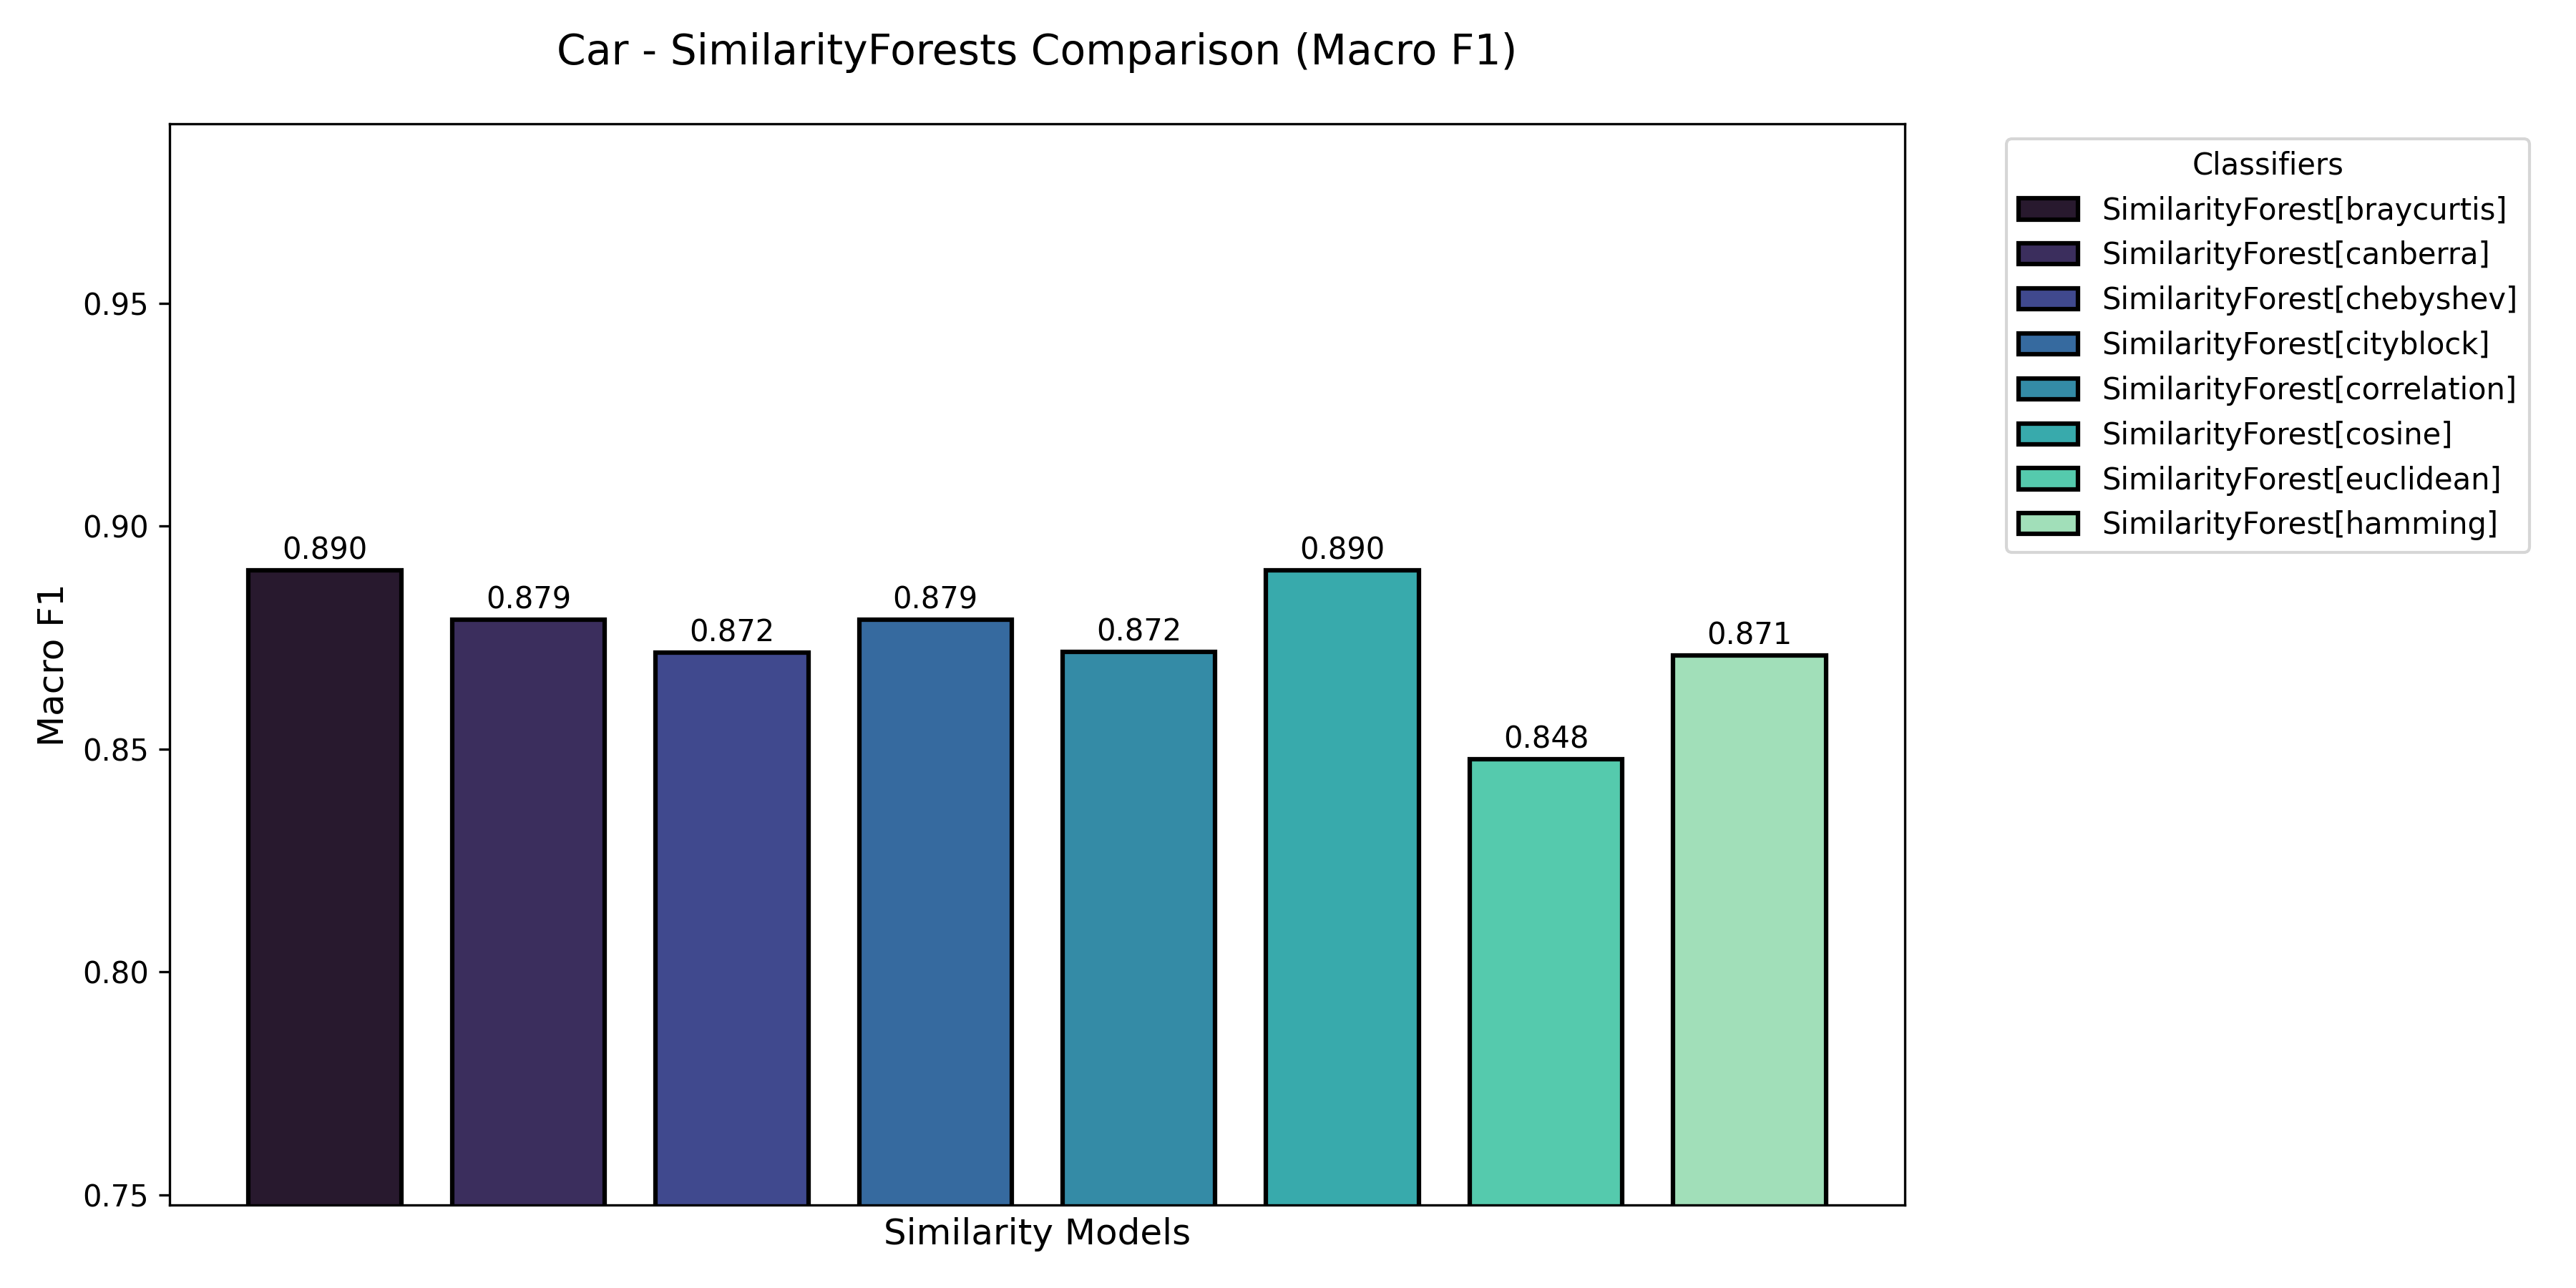 Car - SimilarityForests Comparison (Macro F1)
Macro F1
0.95
0.90
0.85
0.80
0.75
0.890
0.879
0.872
0.879
0.872
0.890
0.848
0.871
Similarity Models
Classifiers
SimilarityForest[braycurtis]
SimilarityForest[canberra]
SimilarityForest[chebyshev]
SimilarityForest[cityblock]
SimilarityForest[correlation]
SimilarityForest[cosine]
SimilarityForest[euclidean]
SimilarityForest[hamming]